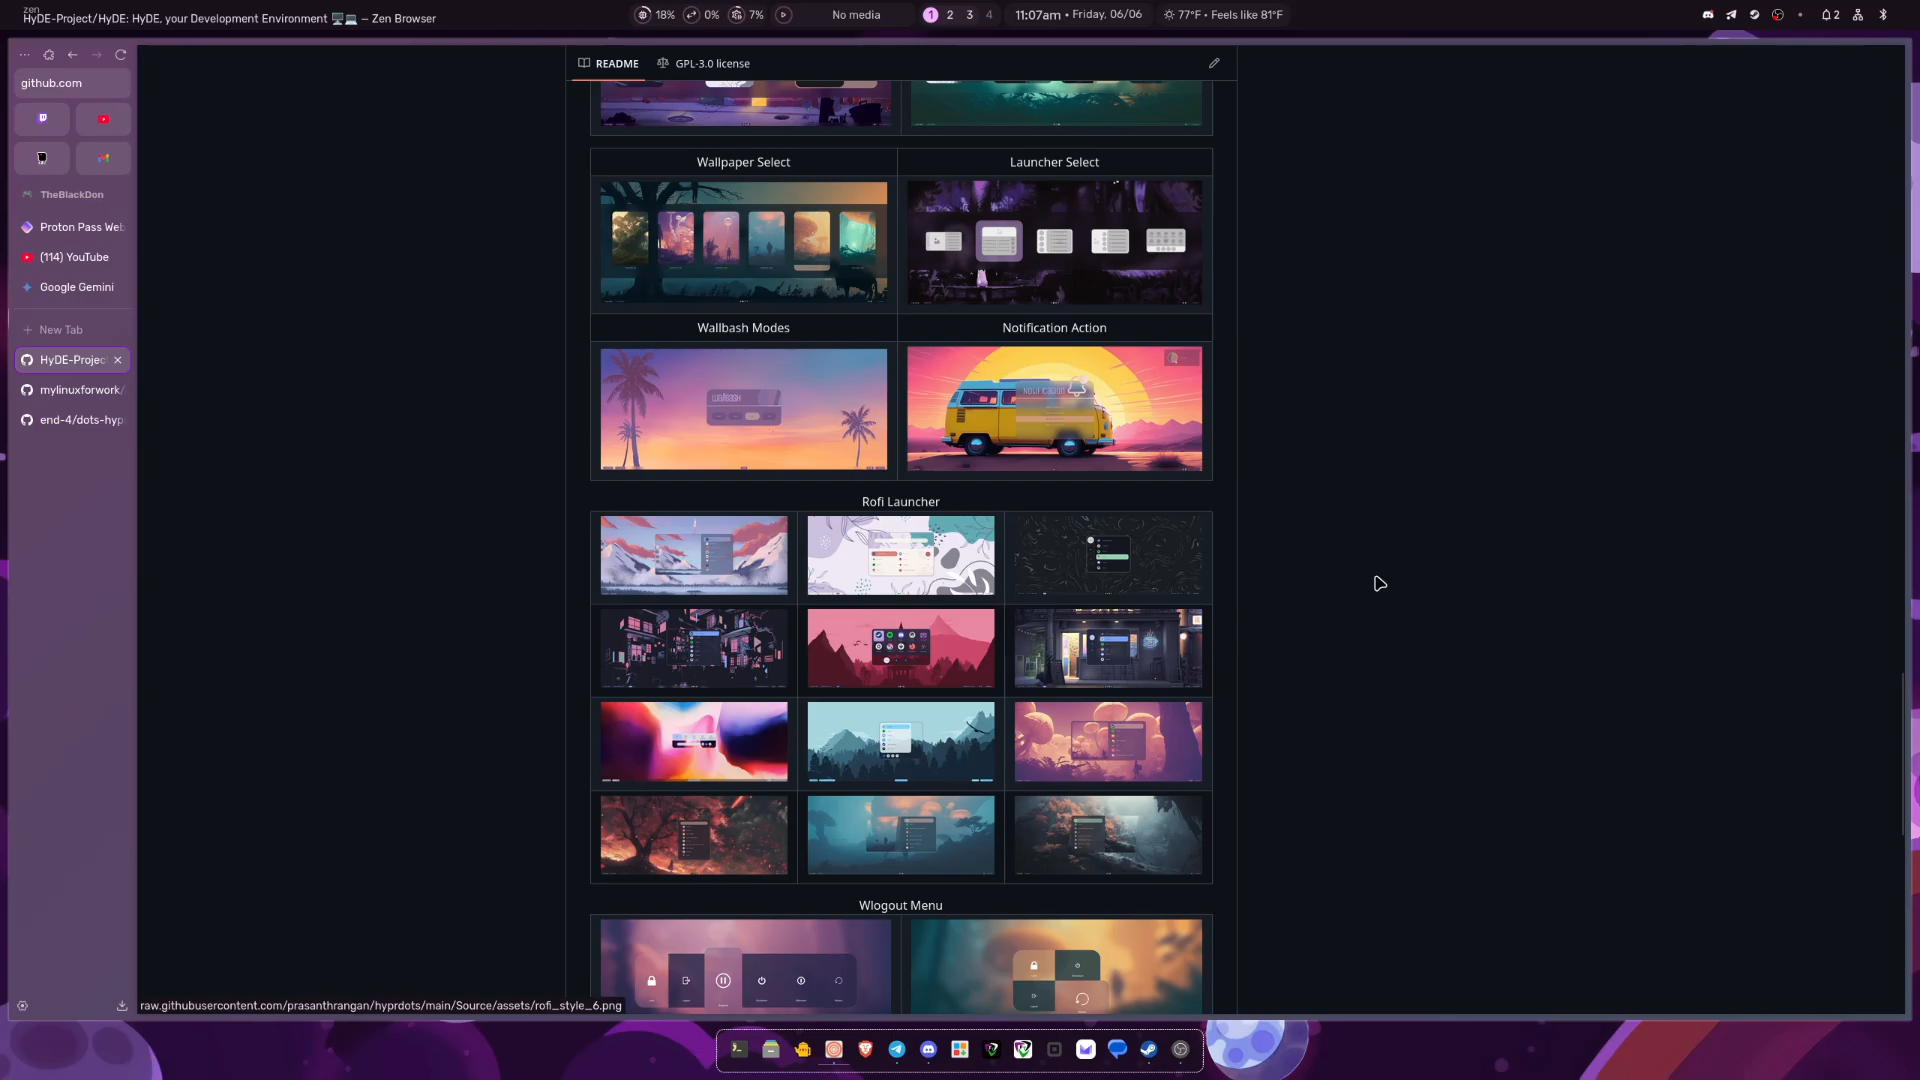 zen
HyDE-Project/HyDE: HyDE, your Development Environment 🖥️💻 — Zen Browser
18% 0% 7% No media 1 2 3 4 11:07am • Friday, 06/06 77°F • Feels like 81°F 2
github.com
TheBlackDon
Proton Pass Web
(114) YouTube
Google Gemini
New Tab
HyDE-Projec
mylinuxforwork/
end-4/dots-hyp
README GPL-3.0 license
Wallpaper Select Launcher Select
Wallbash Modes Notification Action
Wallbash Notification
Rofi Launcher
Wlogout Menu
raw.githubusercontent.com/prasanthrangan/hyprdots/main/Source/assets/rofi_style_6.png